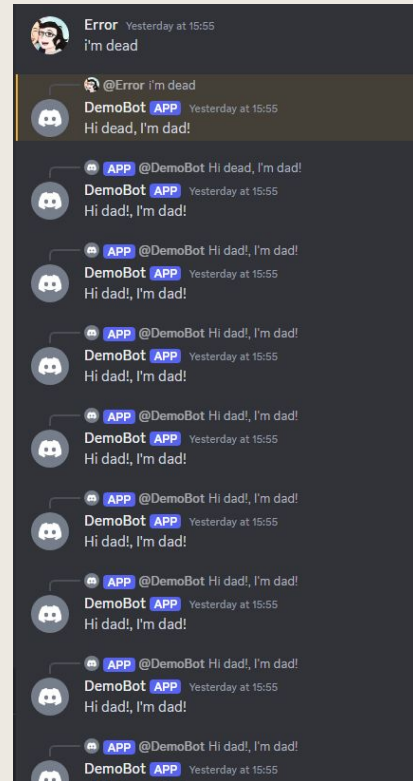 Error Yesterday at 15:55
i'm dead
@Error i'm dead
DemoBot APP Yesterday at 15:55
Hi dead, I'm dad!
APP @DemoBot Hi dead, I'm dad!
DemoBot APP Yesterday at 15:55
Hi dad!, I'm dad!
APP @DemoBot Hi dad!, I'm dad!
DemoBot APP Yesterday at 15:55
Hi dad!, I'm dad!
APP @DemoBot Hi dad!, I'm dad!
DemoBot APP Yesterday at 15:55
Hi dad!, I'm dad!
APP @DemoBot Hi dad!, I'm dad!
DemoBot APP Yesterday at 15:55
Hi dad!, I'm dad!
APP @DemoBot Hi dad!, I'm dad!
DemoBot APP Yesterday at 15:55
Hi dad!, I'm dad!
APP @DemoBot Hi dad!, I'm dad!
DemoBot APP Yesterday at 15:55
Hi dad!, I'm dad!
APP @DemoBot Hi dad!, I'm dad!
DemoBot APP Yesterday at 15:55
Hi dad!, I'm dad!
APP @DemoBot Hi dad!, I'm dad!
DemoBot APP Yesterday at 15:55